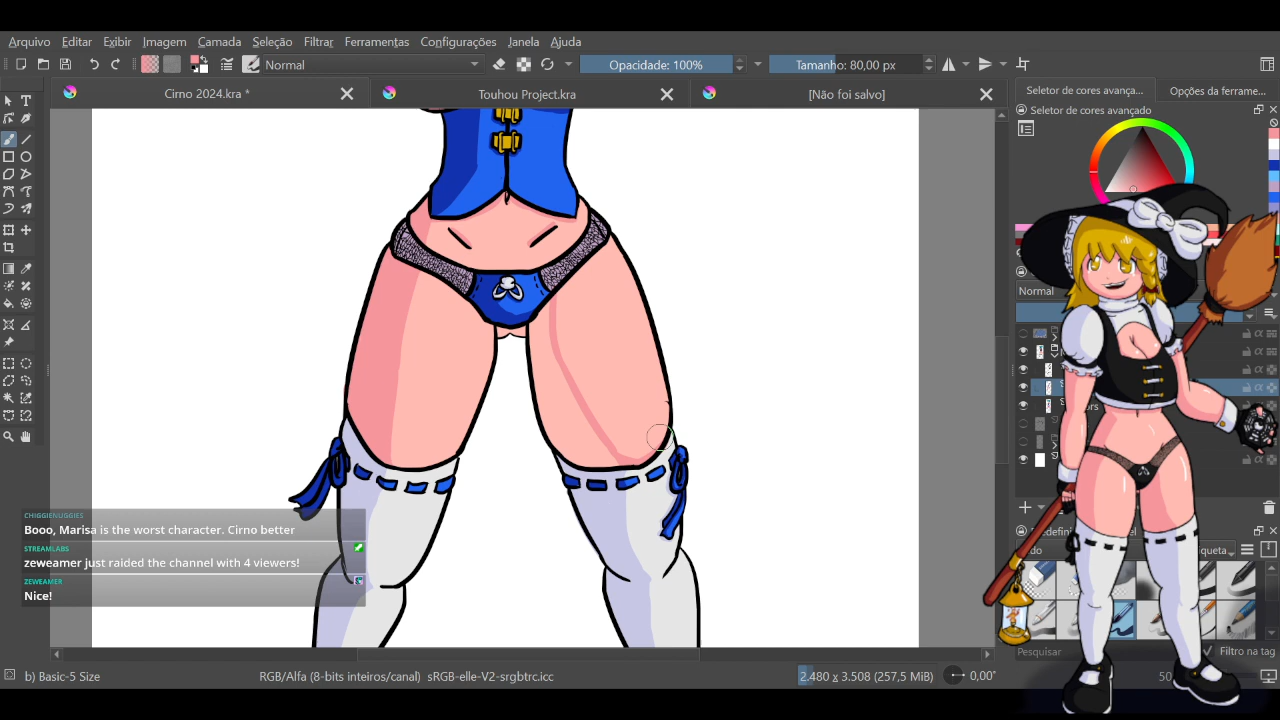 Arquivo Editar Exibir Imagem Camada Seleção Filtrar Ferramentas Configurações Janela Ajuda
Normal Opacidade: 100% Tamanho: 80,00 px
Cirno 2024.kra * Touhou Project.kra [Não foi salvo]
Seletor de cores avança... Opções da ferrame...
Seletor de cores avançado
Normal
CHIGGIENUGGIES
Booo, Marisa is the worst character. Cirno better
STREAMLABS
zeweamer just raided the channel with 4 viewers!
ZEWEAMER
Nice!
Pesquisar Filtro na tag
b) Basic-5 Size RGB/Alfa (8-bits inteiros/canal) sRGB-elle-V2-srgbtrc.icc 2.480 x 3.508 (257,5 MiB) 0,00°